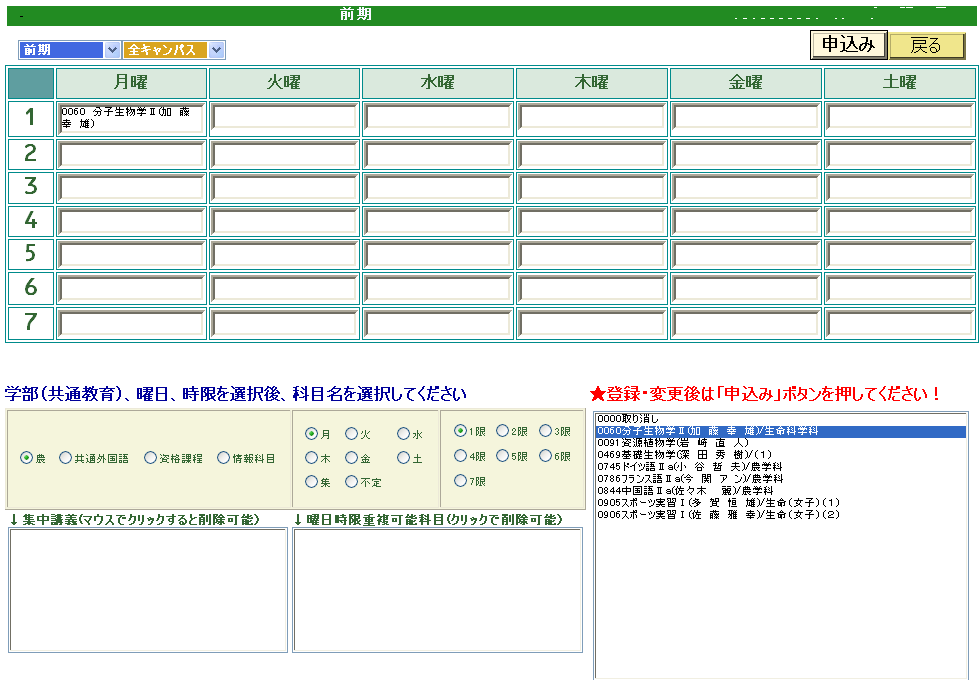 前期
前期 全キャンパス 申込み 戻る
月曜 火曜 水曜 木曜 金曜 土曜
1 0060 分子生物学Ⅱ(加 藤
幸 雄)
2
3
4
5
6
7
学部(共通教育)、曜日、時限を選択後、科目名を選択してください
★登録・変更後は「申込み」ボタンを押してください！
農 共通外国語 資格課程 情報科目
月 火 水
木 金 土
集 不定
1限 2限 3限
4限 5限 6限
7限
0000取り消し
0060分子生物学Ⅱ(加 藤 幸 雄)/生命科学科
0091資源植物学(岩 崎 直 人)
0469基礎生物学(深 田 秀 樹)/(1)
0745ドイツ語Ⅱa(小 谷 哲 夫)/農学科
0786フランス語Ⅱa(今 関 ア ン)/農学科
0844中国語Ⅱa(佐々木 麗)/農学科
0905スポーツ実習Ⅰ(多 賀 恒 雄)/生命(女子)(1)
0906スポーツ実習Ⅰ(佐 藤 雅 幸)/生命(女子)(2)
↓集中講義(マウスでクリックすると削除可能)
↓曜日時限重複可能科目(クリックで削除可能)